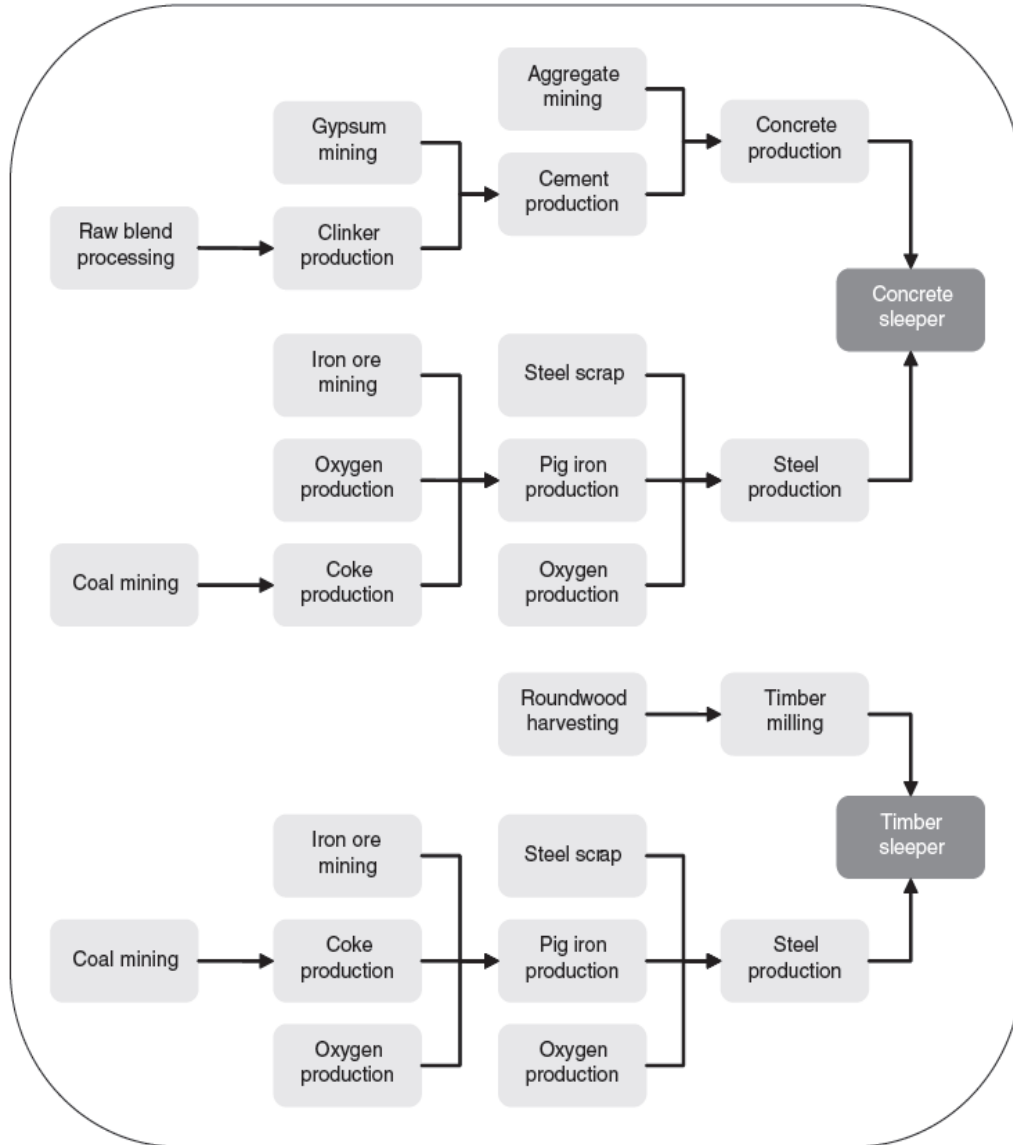 Aggregate
mining
Gypsum
mining
Concrete
production
Cement
production
Raw blend
processing
Clinker
production
Concrete
sleeper
Iron ore
mining
Steel scrap
Oxygen
production
Pig iron
production
Steel
production
Coal mining
Coke
production
Oxygen
production
Roundwood
harvesting
Timber
milling
Timber
sleeper
Iron ore
mining
Steel scrap
Coal mining
Coke
production
Pig iron
production
Steel
production
Oxygen
production
Oxygen
production